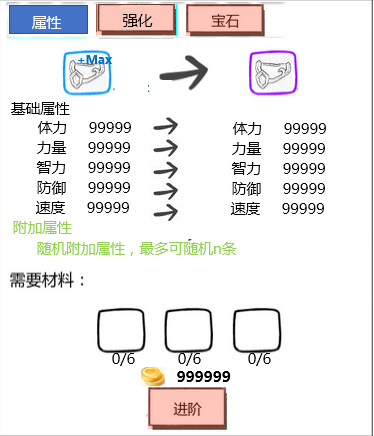 属性 强化 宝石
+Max
基础属性
体力 99999 体力 99999
力量 99999 力量 99999
智力 99999 智力 99999
防御 99999 防御 99999
速度 99999 速度 99999
附加属性
随机附加属性，最多可随机n条
需要材料：
0/6 0/6 0/6
999999
进阶